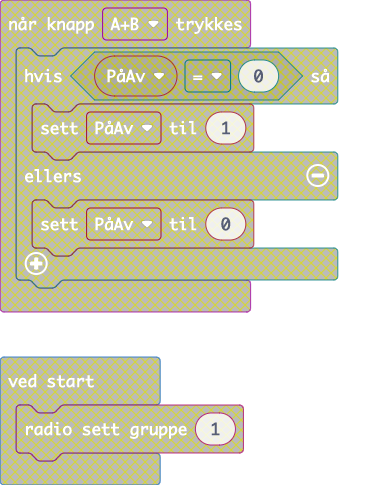 når knapp A+B trykkes
hvis PåAv = 0 så
sett PåAv til 1
ellers
sett PåAv til 0
ved start
radio sett gruppe 1